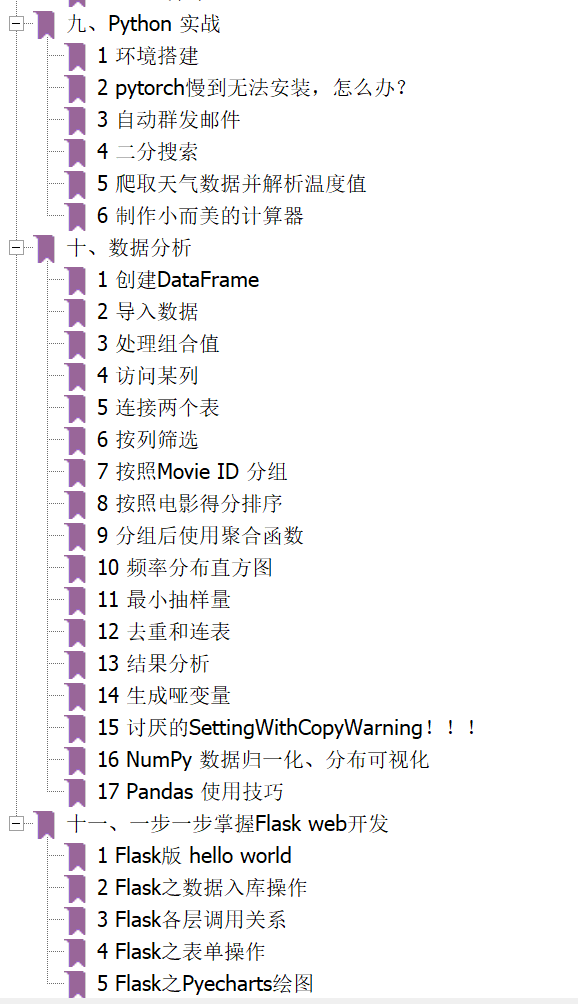 九、Python 实战
1 环境搭建
2 pytorch慢到无法安装，怎么办?
3 自动群发邮件
4 二分搜索
5 爬取天气数据并解析温度值
6 制作小而美的计算器
十、数据分析
1 创建DataFrame
2 导入数据
3 处理组合值
4 访问某列
5 连接两个表
6 按列筛选
7 按照Movie ID 分组
8 按照电影得分排序
9 分组后使用聚合函数
10 频率分布直方图
11 最小抽样量
12 去重和连表
13 结果分析
14 生成哑变量
15 讨厌的SettingWithCopyWarning！！！
16 NumPy 数据归一化、分布可视化
17 Pandas 使用技巧
十一、一步一步掌握Flask web开发
1 Flask版 hello world
2 Flask之数据入库操作
3 Flask各层调用关系
4 Flask之表单操作
5 Flask之Pyecharts绘图